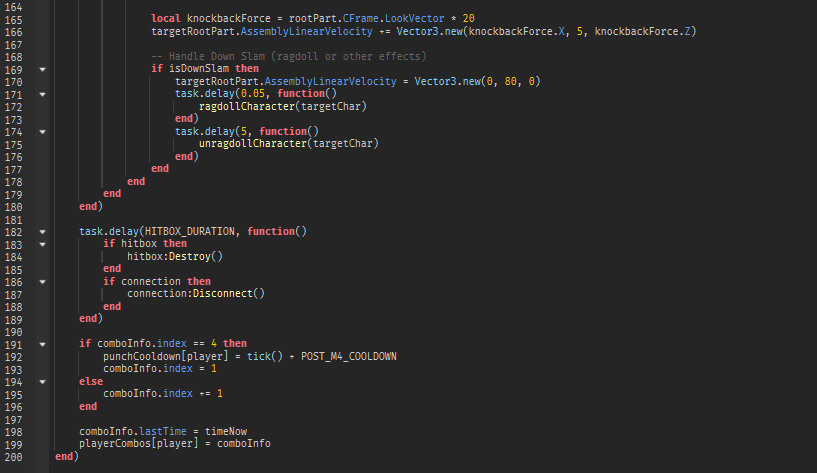 164
165 local knockbackForce = rootPart.CFrame.LookVector * 20
166 targetRootPart.AssemblyLinearVelocity += Vector3.new(knockbackForce.X, 5, knockbackForce.Z)
167
168 -- Handle Down Slam (ragdoll or other effects)
169 if isDownSlam then
170 targetRootPart.AssemblyLinearVelocity = Vector3.new(0, 80, 0)
171 task.delay(0.05, function()
172 ragdollCharacter(targetChar)
173 end)
174 task.delay(5, function()
175 unragdollCharacter(targetChar)
176 end)
177 end
178 end
179 end
180 end)
181
182 task.delay(HITBOX_DURATION, function()
183 if hitbox then
184 hitbox:Destroy()
185 end
186 if connection then
187 connection:Disconnect()
188 end
189 end)
190
191 if comboInfo.index == 4 then
192 punchCooldown[player] = tick() + POST_M4_COOLDOWN
193 comboInfo.index = 1
194 else
195 comboInfo.index += 1
196 end
197
198 comboInfo.lastTime = timeNow
199 playerCombos[player] = comboInfo
200 end)